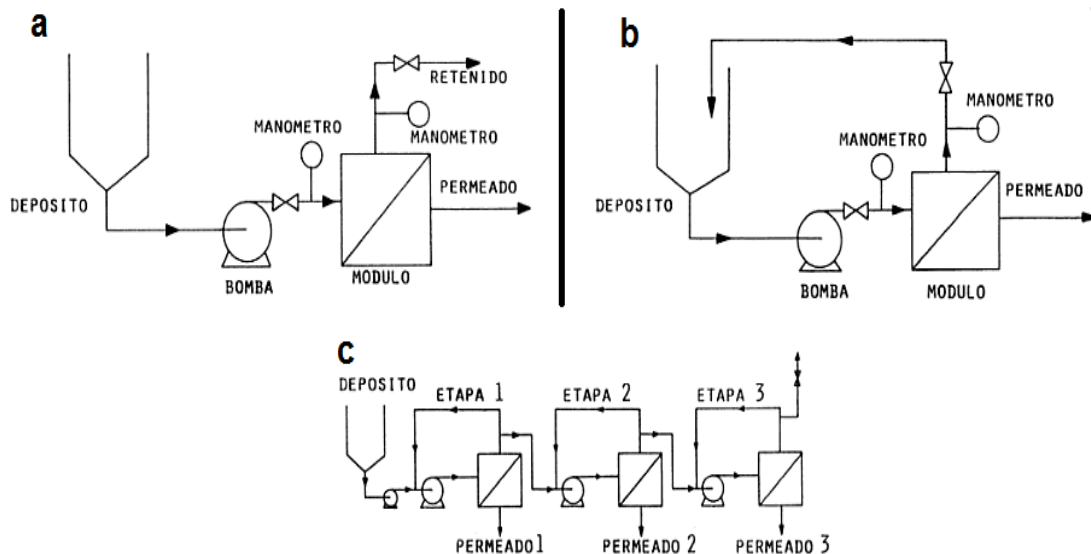 a
RETENIDO
MANOMETRO
MANOMETRO
PERMEADO
DEPOSITO
BOMBA
MODULO
b
MANOMETRO
MANOMETRO
PERMEADO
DEPOSITO
BOMBA
MODULO
c
DEPOSITO
ETAPA 1
ETAPA 2
ETAPA 3
PERMEADO1
PERMEADO 2
PERMEADO 3